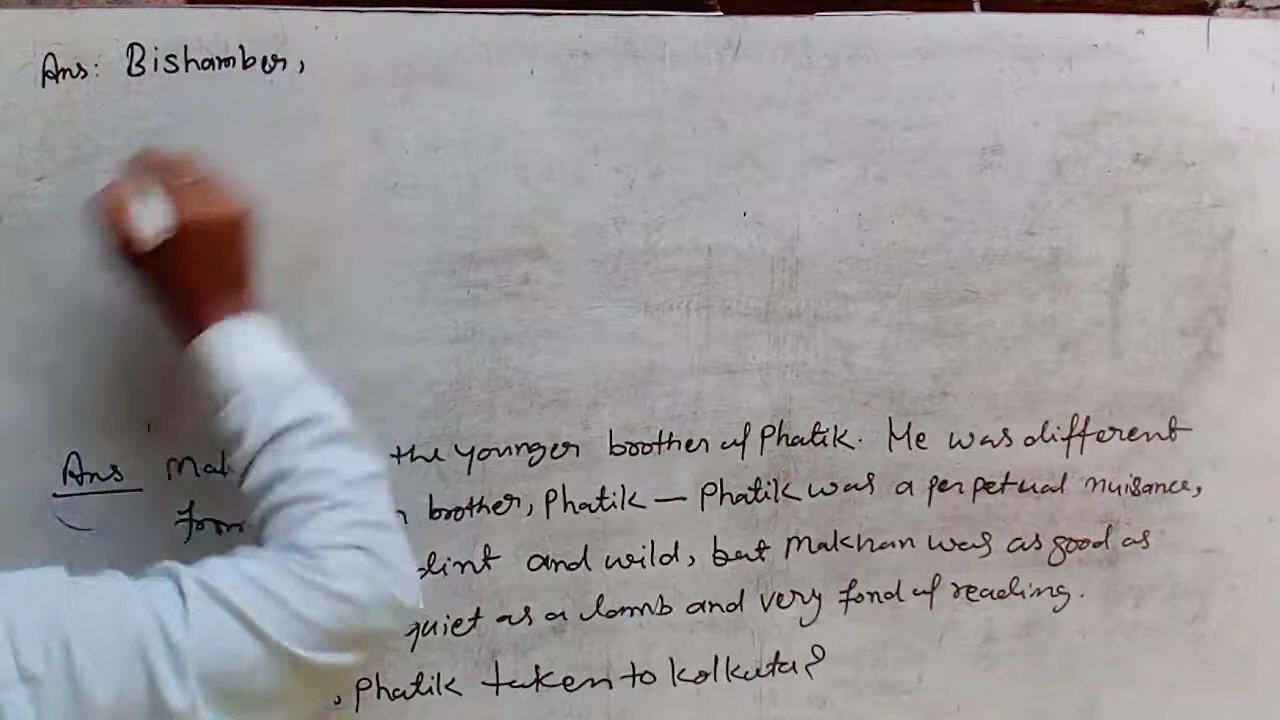 Ans: Bishamber,
Ans Mak the younger brother of Phatik. He was different
from brother, Phatik — Phatik was a perpetual nuisance,
and wild, but Makhan was as good as
quiet as a lamb and very fond of reading.
, Phatik taken to Kolkata?